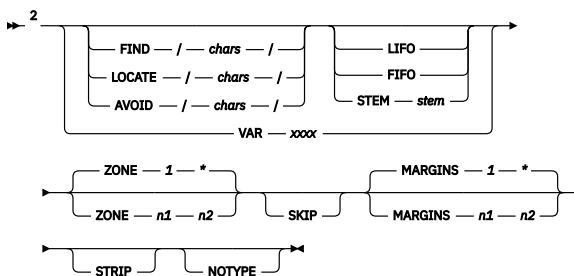 2
FIND / chars /
LOCATE / chars /
AVOID / chars /
LIFO
FIFO
STEM stem
VAR xxxx
ZONE 1 *
ZONE n1 n2
SKIP
MARGINS 1 *
MARGINS n1 n2
STRIP
NOTYPE